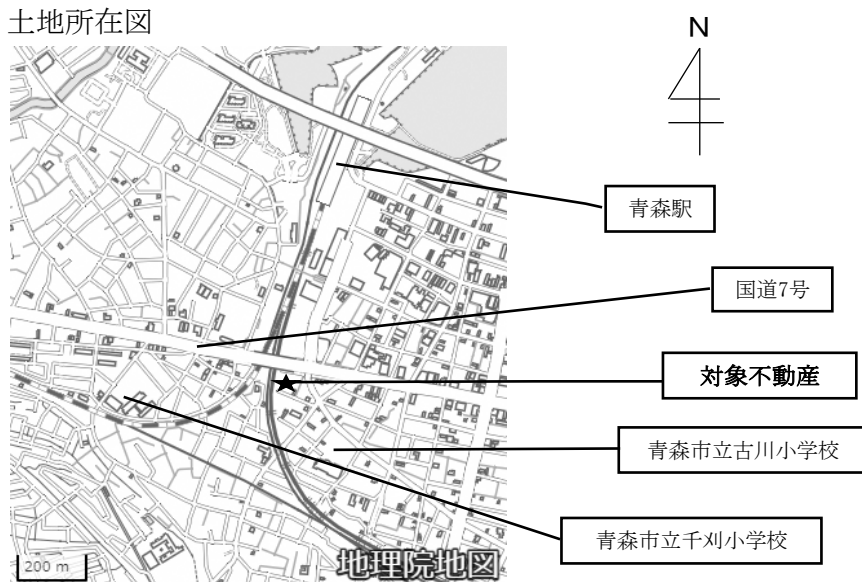 土地所在図
N
青森駅
国道7号
対象不動産
青森市立古川小学校
青森市立千刈小学校
200 m
地理院地図